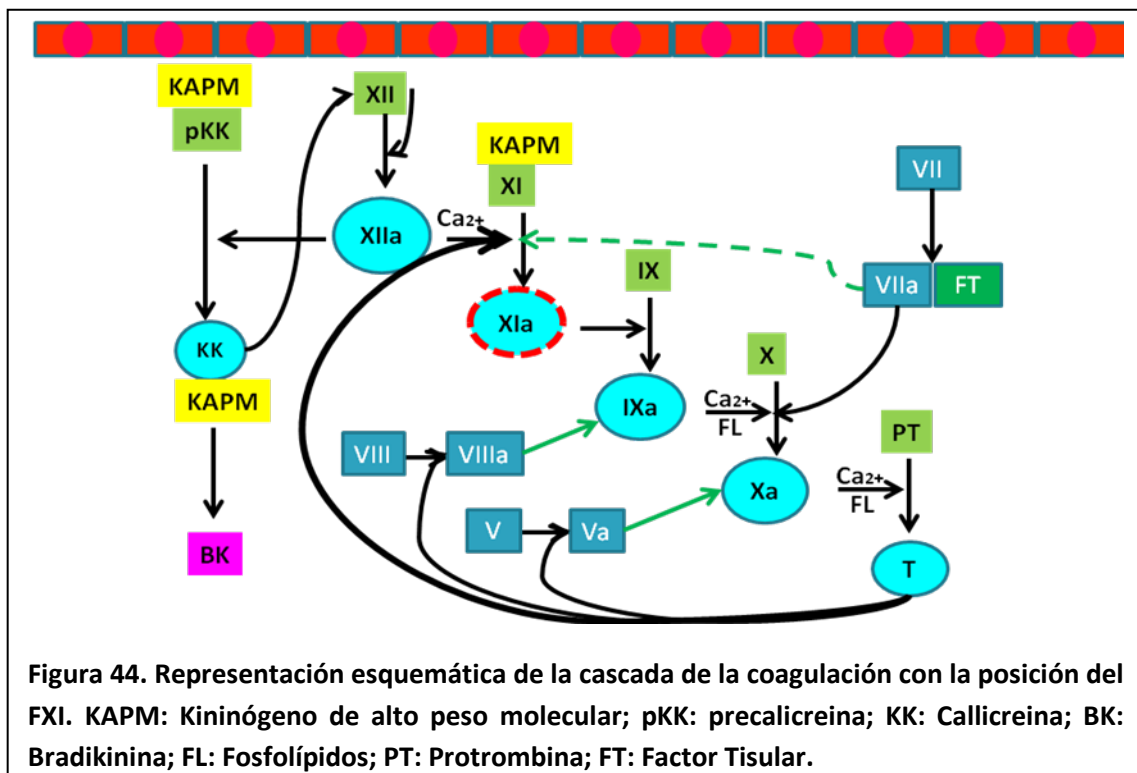 KAPM
pKK
XII
KAPM
XI
VII
XIIa
Ca2+
IX
VIIa
FT
XIa
KK
X
KAPM
IXa
Ca2+
FL
PT
VIII
VIIIa
Xa
Ca2+
FL
V
Va
BK
T
Figura 44. Representación esquemática de la cascada de la coagulación con la posición del
FXI. KAPM: Kininógeno de alto peso molecular; pKK: precalicreina; KK: Callicreina; BK:
Bradikinina; FL: Fosfolípidos; PT: Protrombina; FT: Factor Tisular.